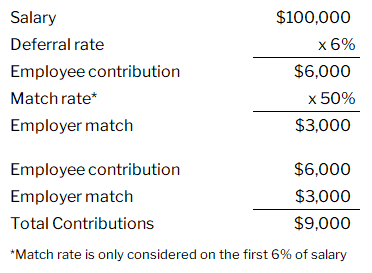 Salary $100,000
Deferral rate x 6%
Employee contribution $6,000
Match rate* x 50%
Employer match $3,000
Employee contribution $6,000
Employer match $3,000
Total Contributions $9,000
*Match rate is only considered on the first 6% of salary